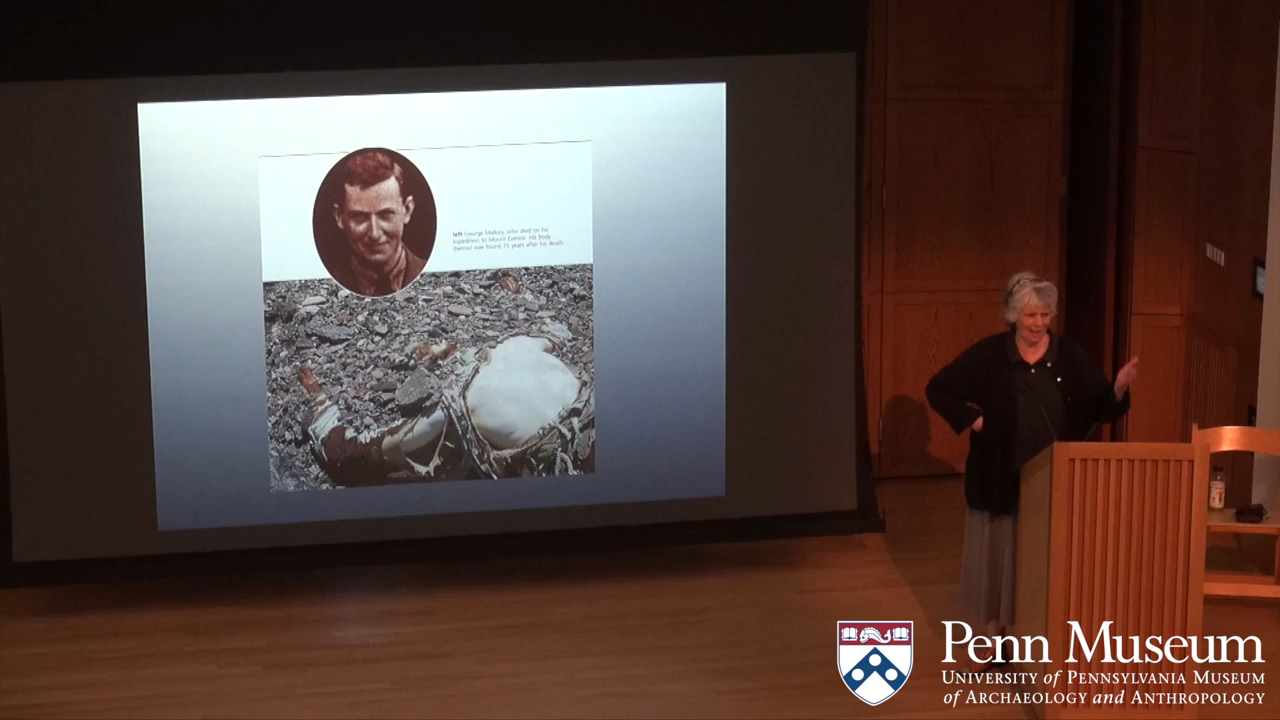 left George Mallory, who died on his
expedition to Mount Everest. His body
(below) was found 75 years after his death.
Penn Museum
University of Pennsylvania Museum
of Archaeology and Anthropology